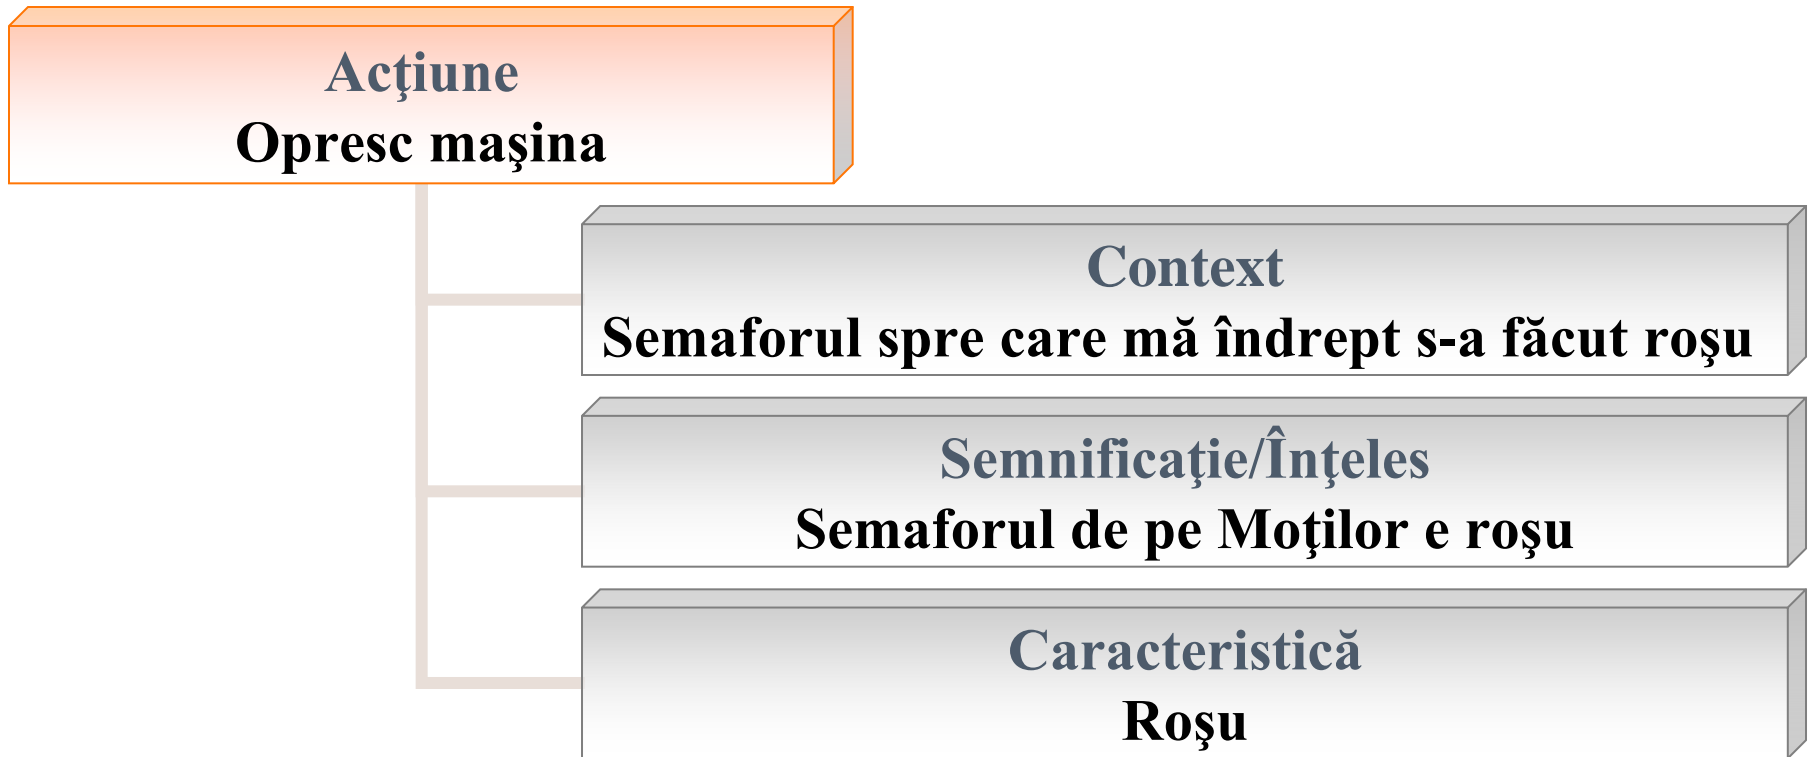 Acţiune
Opresc maşina
Context
Semaforul spre care mă îndrept s-a făcut roşu
Semnificaţie/Înţeles
Semaforul de pe Moţilor e roşu
Caracteristică
Roşu